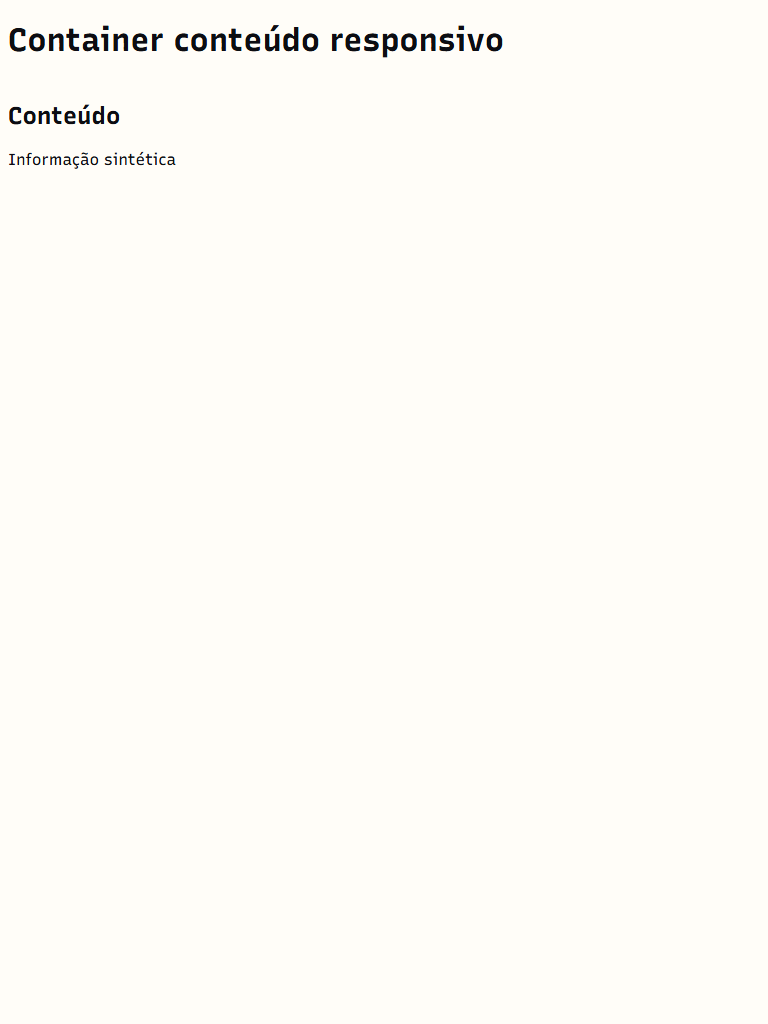 Container conteúdo responsivo
Conteúdo
Informação sintética